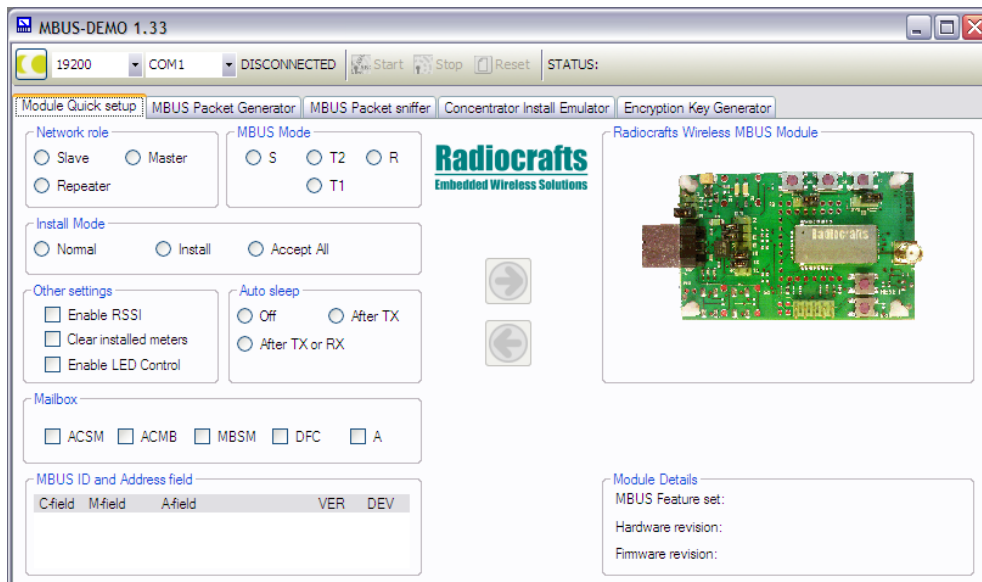 MBUS-DEMO 1.33
19200 COM1 DISCONNECTED Start Stop Reset STATUS:
Module Quick setup MBUS Packet Generator MBUS Packet sniffer Concentrator Install Emulator Encryption Key Generator
Network role
Slave Master
Repeater
MBUS Mode
S T2 R
T1
Radiocrafts
Embedded Wireless Solutions
Install Mode
Normal Install Accept All
Other settings
Enable RSSI
Clear installed meters
Enable LED Control
Auto sleep
Off After TX
After TX or RX
Mailbox
ACSM ACMB MBSM DFC A
MBUS ID and Address field
C-field M-field A-field VER DEV
Radiocrafts Wireless MBUS Module
Radiocrafts
Module Details
MBUS Feature set:
Hardware revision:
Firmware revision: